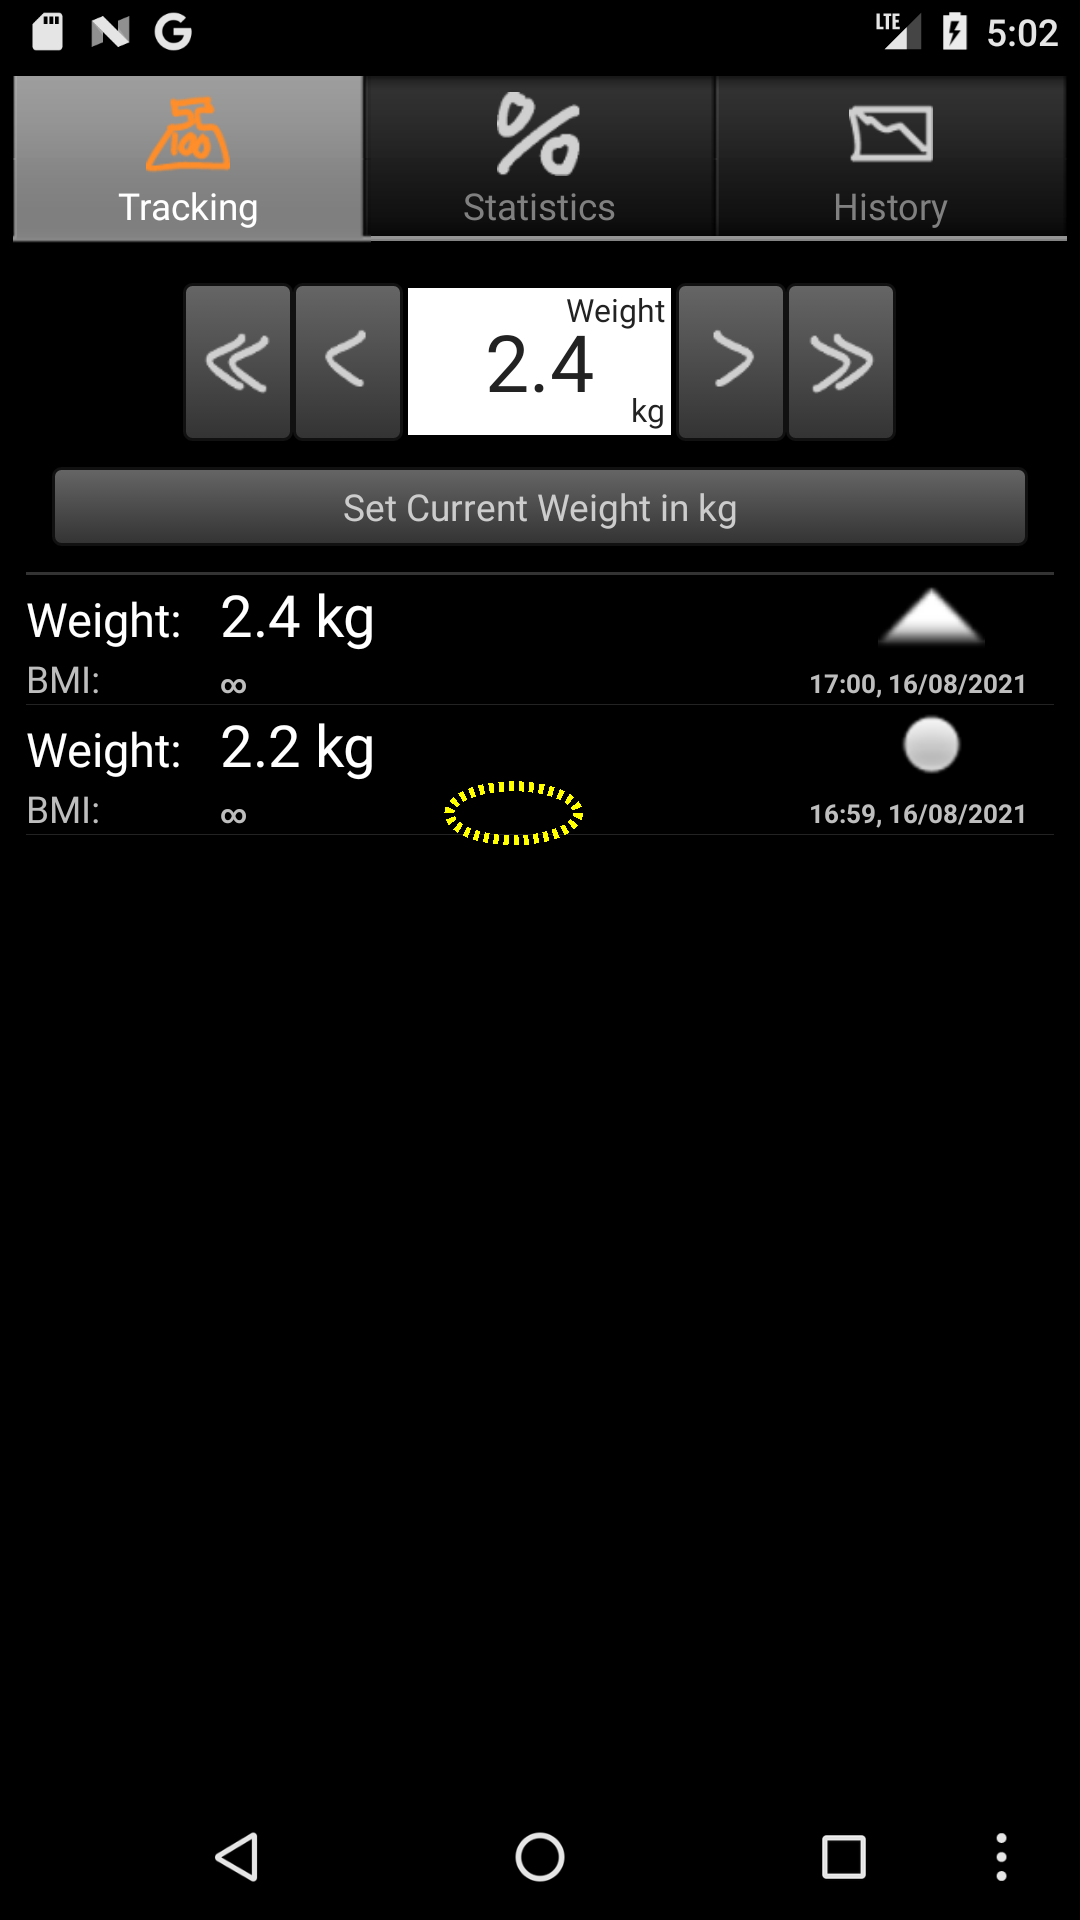 LTE 5:02
100
Tracking
Statistics
History
Weight
2.4
kg
Set Current Weight in kg
Weight: 2.4 kg
BMI: ∞ 17:00, 16/08/2021
Weight: 2.2 kg
BMI: ∞ 16:59, 16/08/2021